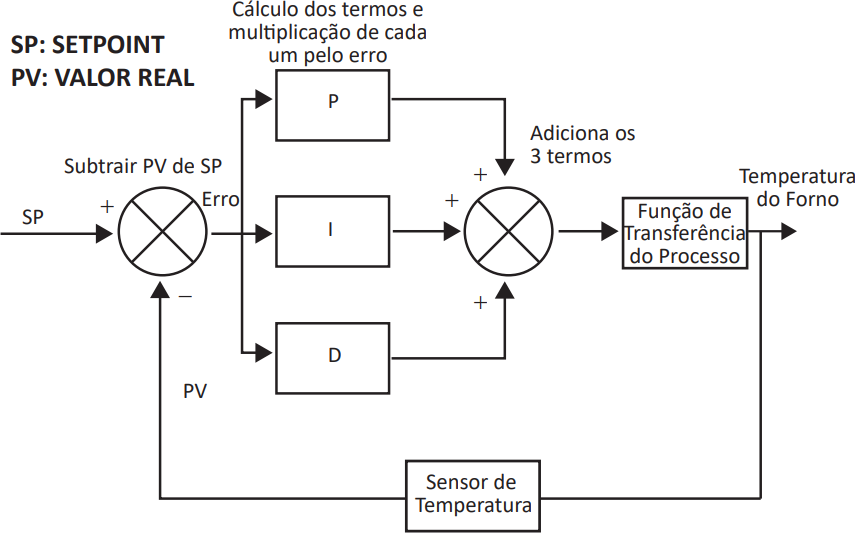 Cálculo dos termos e
multiplicação de cada
um pelo erro
SP: SETPOINT
PV: VALOR REAL
P
Adiciona os
3 termos
Subtrair PV de SP
+
Temperatura
do Forno
SP
+
Erro
I
+
Função de
Transferência
do Processo
−
+
D
PV
Sensor de
Temperatura